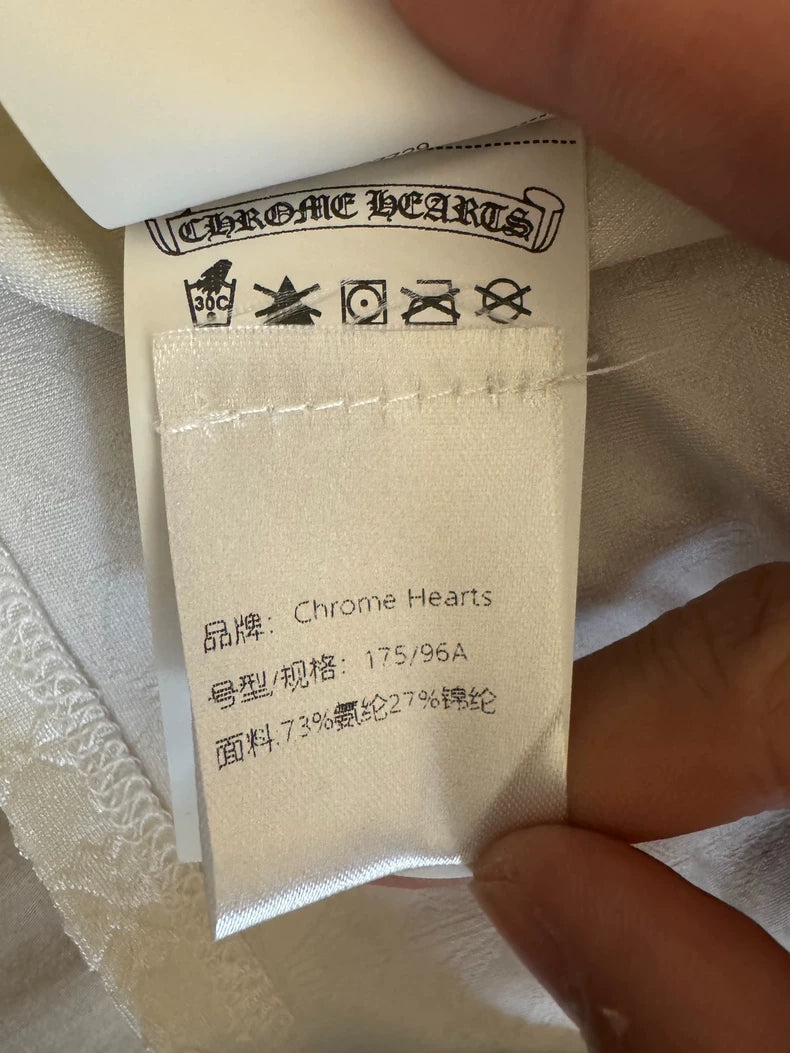 CHROME HEARTS
30C
品牌：Chrome Hearts
号型/规格：175/96A
面料:73%氨纶27%锦纶